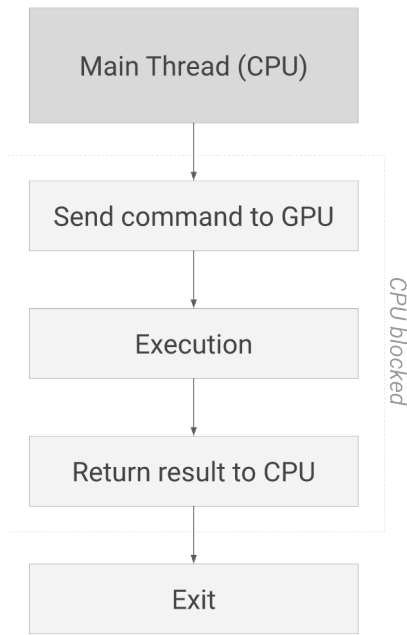 Main Thread (CPU)
Send command to GPU
Execution
CPU blocked
Return result to CPU
Exit